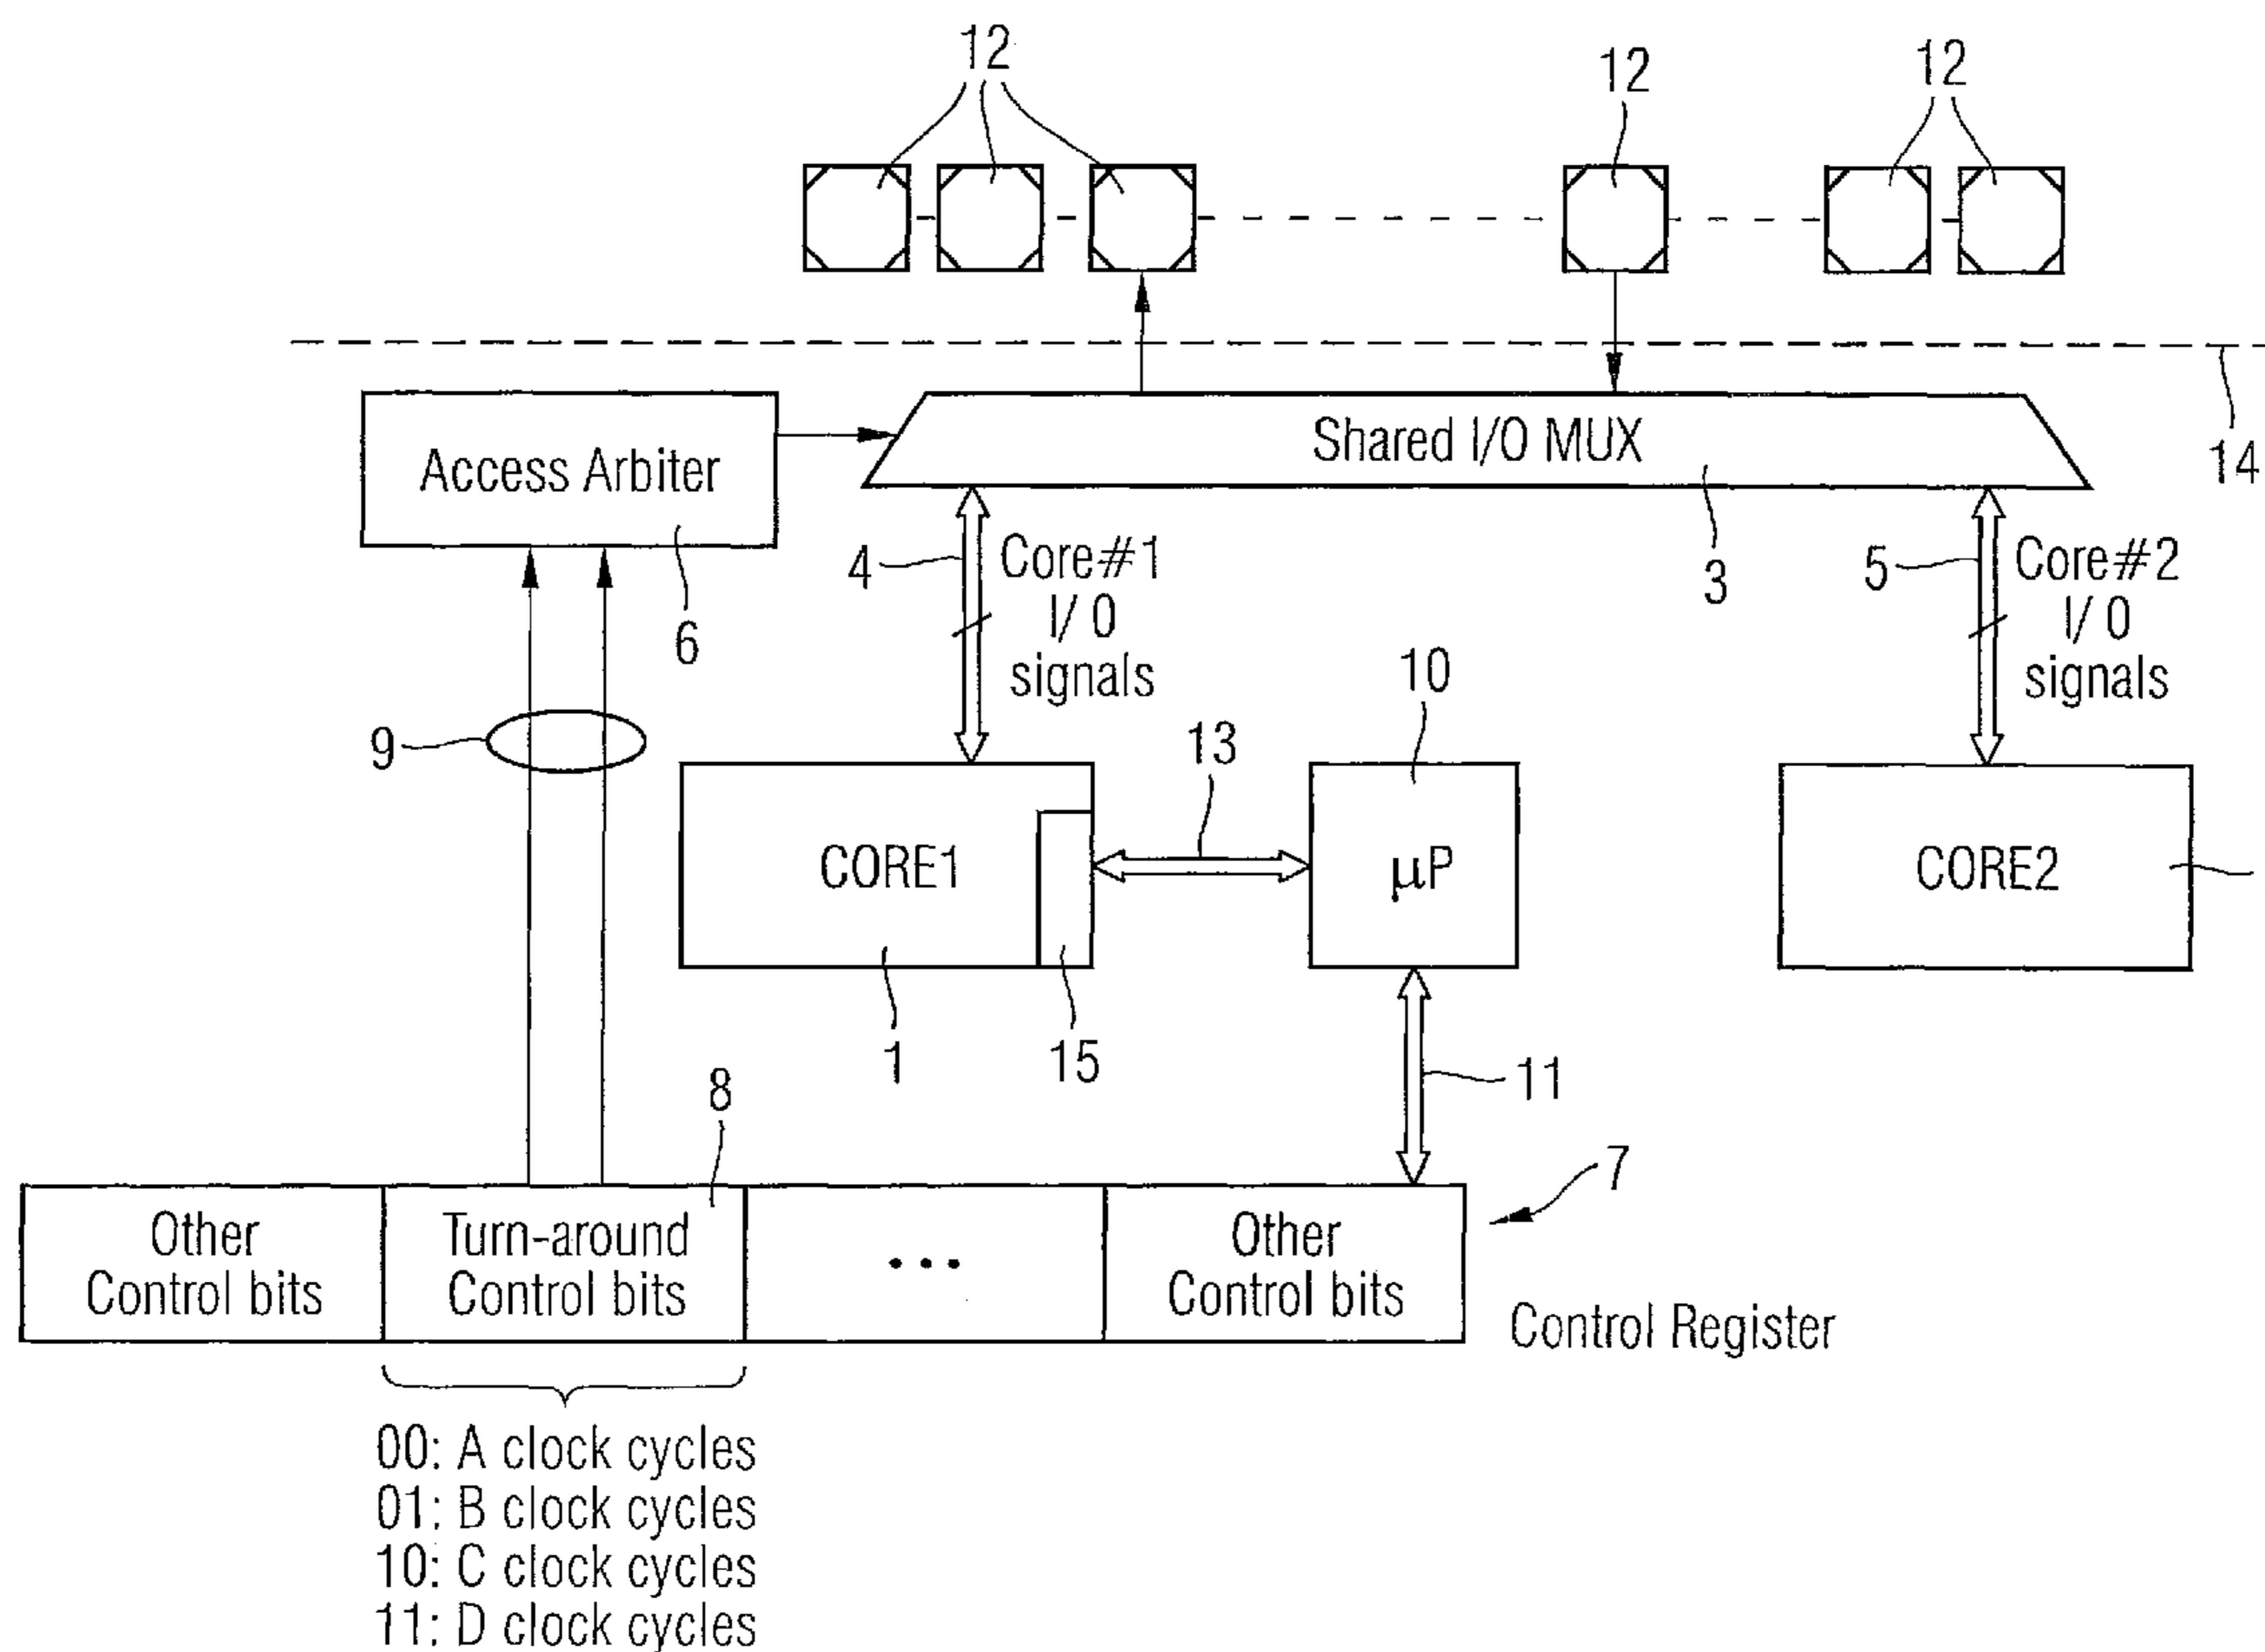 12
12
12
14
Access Arbiter
Shared I/O MUX
6
4
Core#1
I/O
signals
3
5
Core#2
I/O
signals
9
10
13
CORE1
μP
CORE2
1
15
11
8
7
Other
Control bits
Turn-around
Control bits
...
Other
Control bits
Control Register
00: A clock cycles
01: B clock cycles
10: C clock cycles
11: D clock cycles